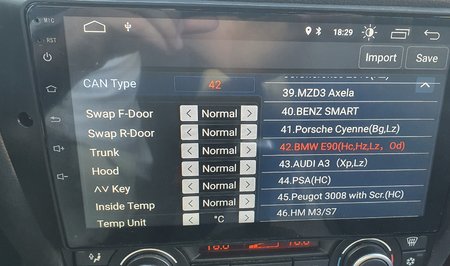 MIC
18:29
RST
Import
Save
CAN Type
42
39.MZD3 Axela
40.BENZ SMART
Swap F-Door
Normal
41.Porsche Cyenne(Bg,Lz)
Swap R-Door
Normal
42.BMW E90(Hc,Hz,Lz, Od)
Trunk
Normal
43.AUDI A3 (Xp,Lz)
Hood
Normal
44.PSA(HC)
AV Key
Normal
45.Peugot 3008 with Scr.(HC)
Inside Temp
Normal
46.HM M3/S7
Temp Unit
°C